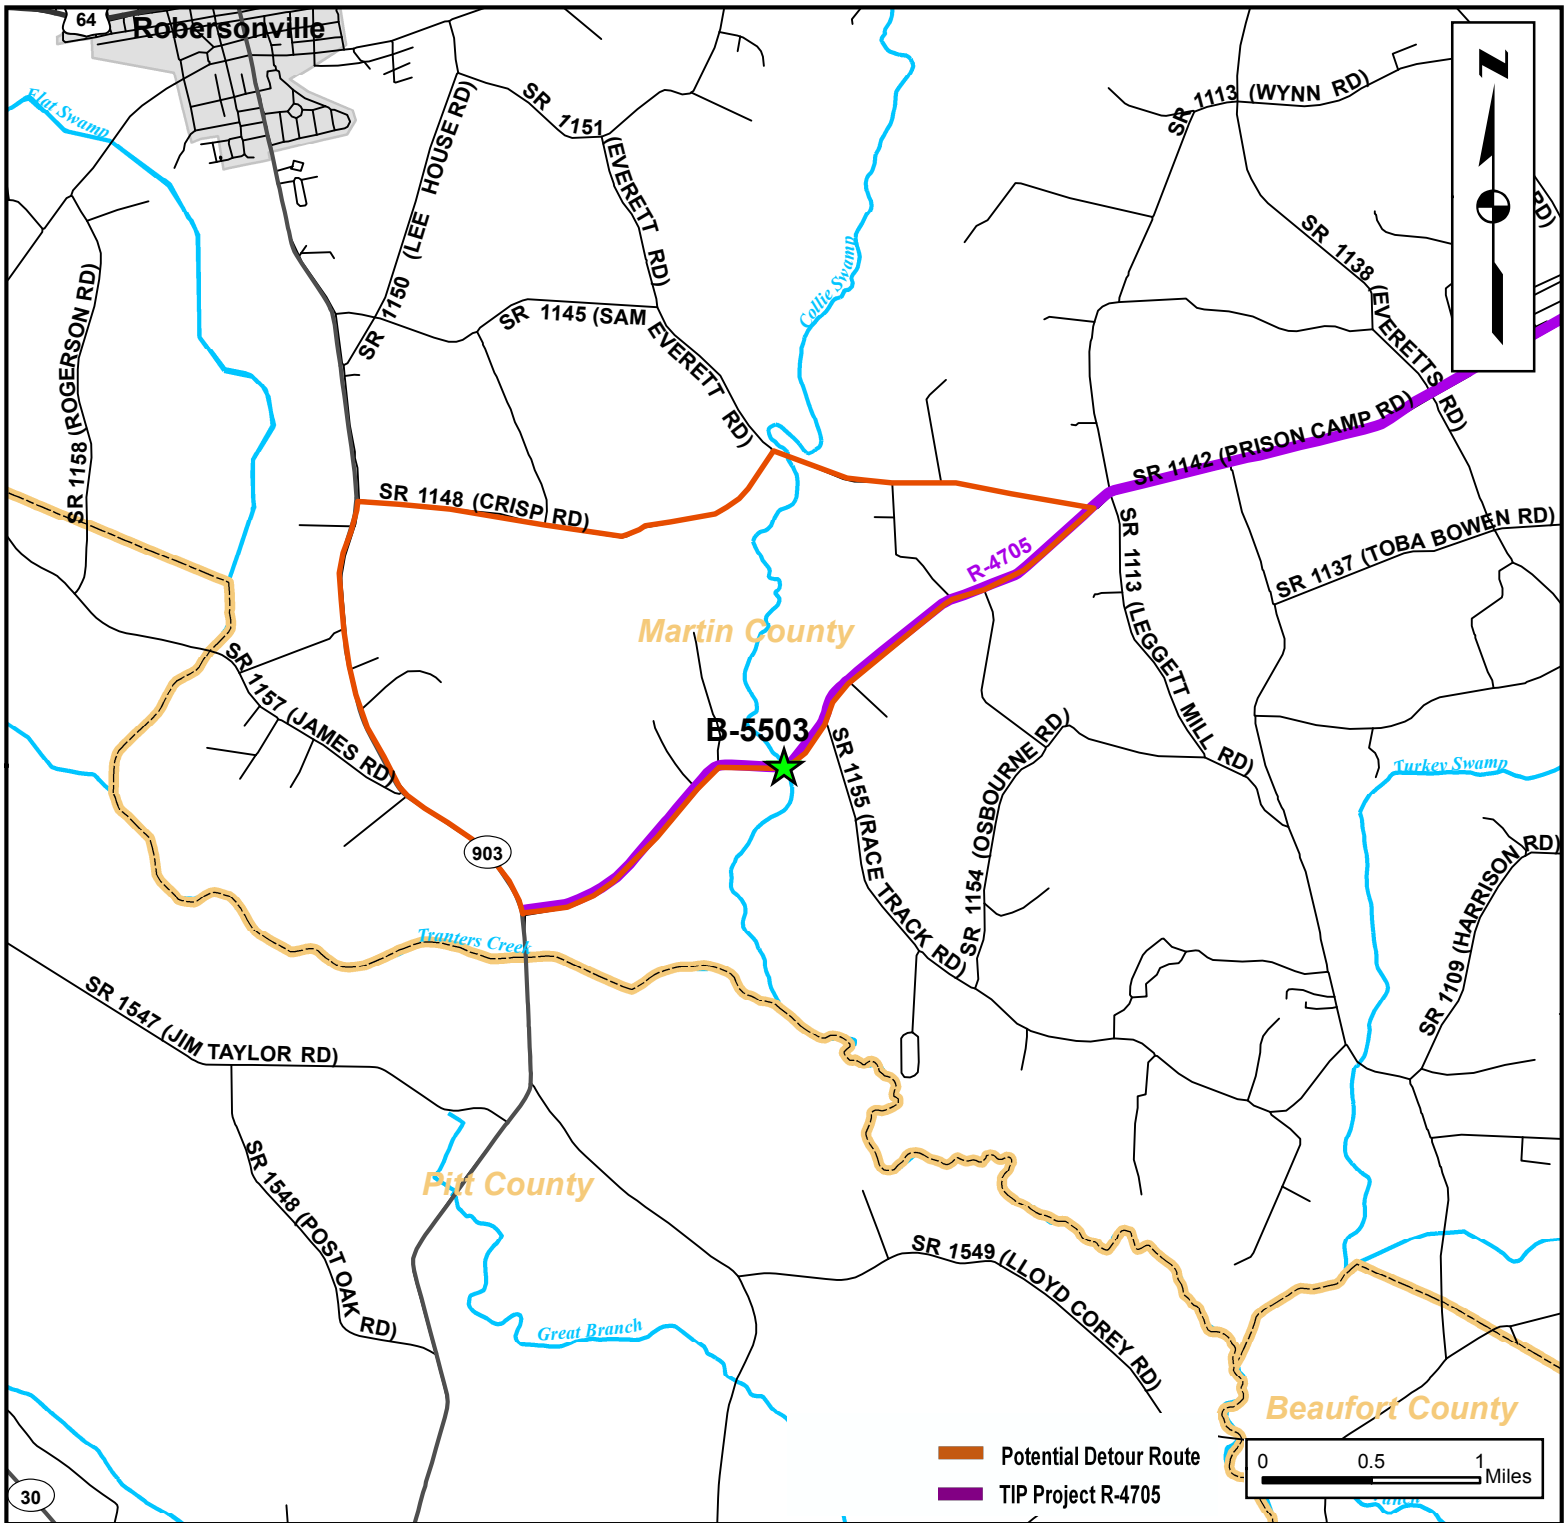 64
Robersonville
Flat Swamp
SR 1150 (LEE HOUSE RD)
SR 1151 (EVERETT RD)
SR 1113 (WYNN RD)
N
RD)
SR 1138 (EVERETTS RD)
Collie Swamp
SR 1158 (ROGERSON RD)
SR 1145 (SAM EVERETT RD)
SR 1142 (PRISON CAMP RD)
SR 1148 (CRISP RD)
R-4705
SR 1113 (LEGGETT MILL RD)
SR 1137 (TOBA BOWEN RD)
Martin County
SR 1157 (JAMES RD)
B-5503
SR 1155 (RACE TRACK RD)
SR 1154 (OSBOURNE RD)
Turkey Swamp
903
SR 1109 (HARRISON RD)
Tranters Creek
SR 1547 (JIM TAYLOR RD)
Pitt County
SR 1548 (POST OAK RD)
SR 1549 (LLOYD COREY RD)
Great Branch
Beaufort County
Potential Detour Route
TIP Project R-4705
0 0.5 1
Miles
30